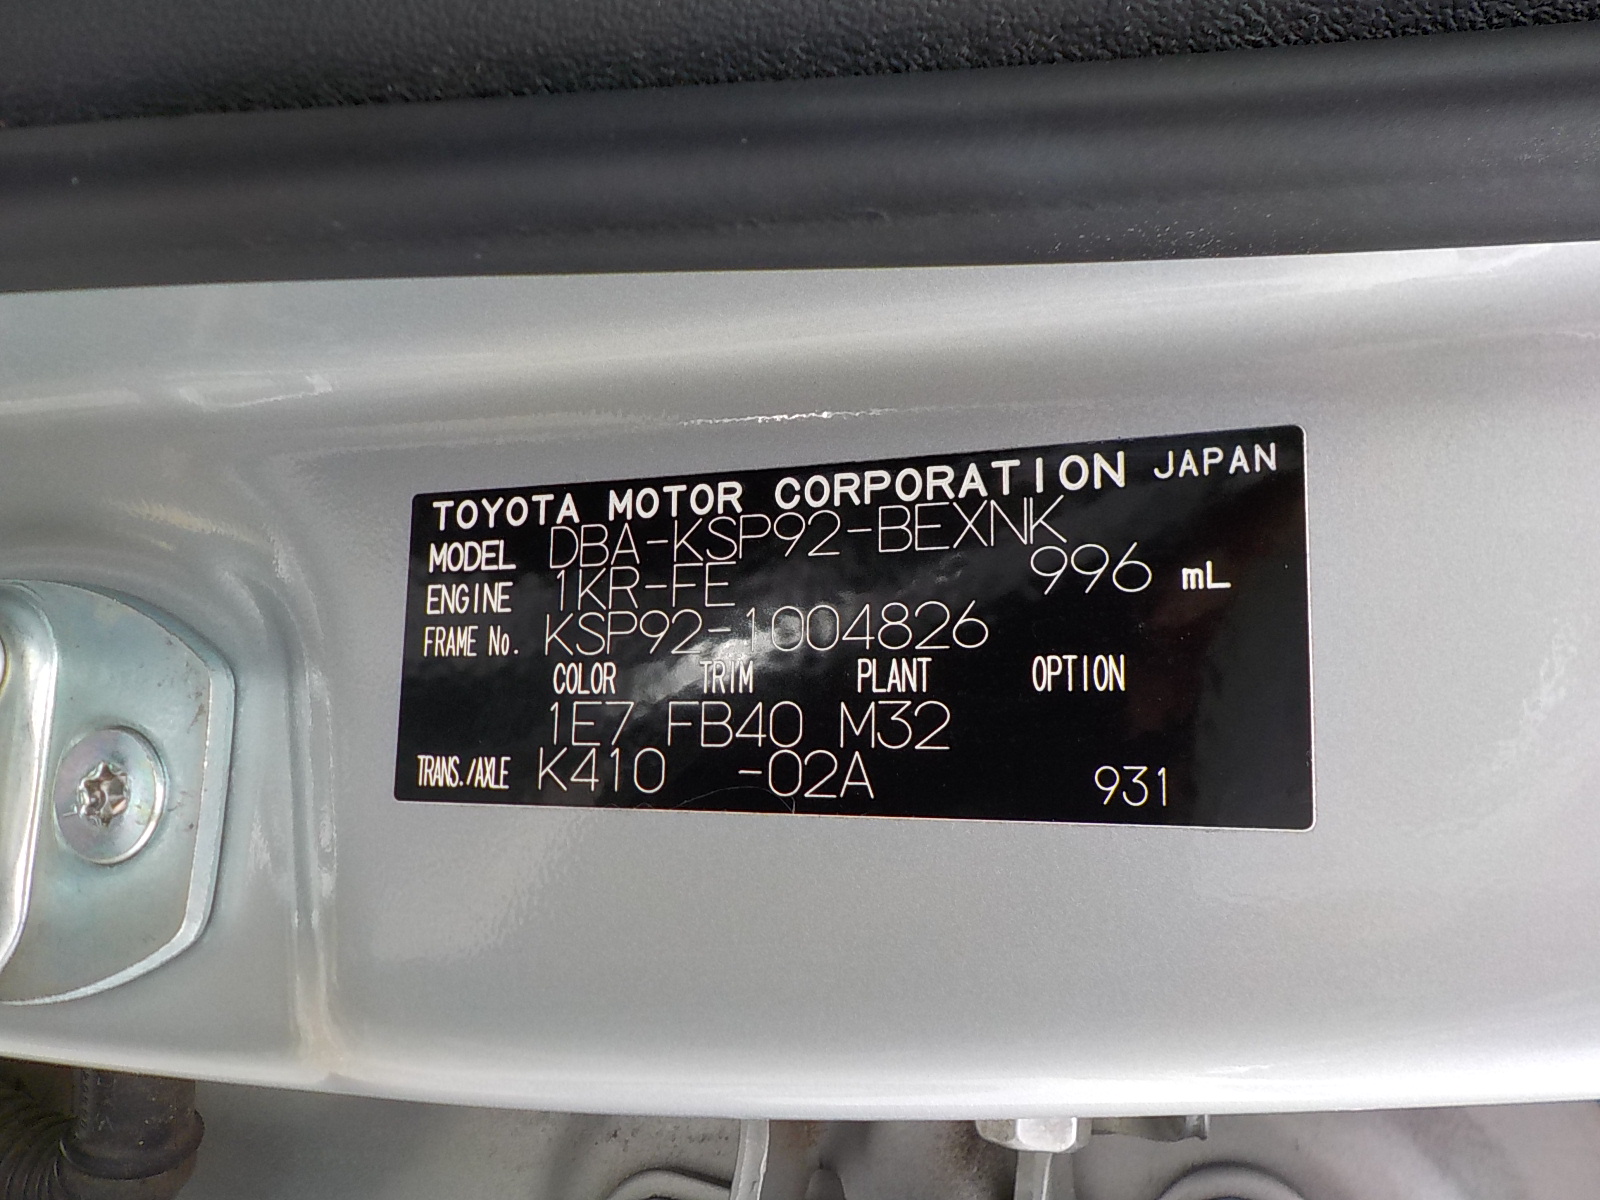 TOYOTA MOTOR CORPORATION JAPAN
MODEL DBA-KSP92-BEXNK
ENGINE 1KR-FE 996 mL
FRAME No. KSP92-1004826
COLOR TRIM PLANT OPTION
1E7 FB40 M32
TRANS./AXLE K410 -02A 931